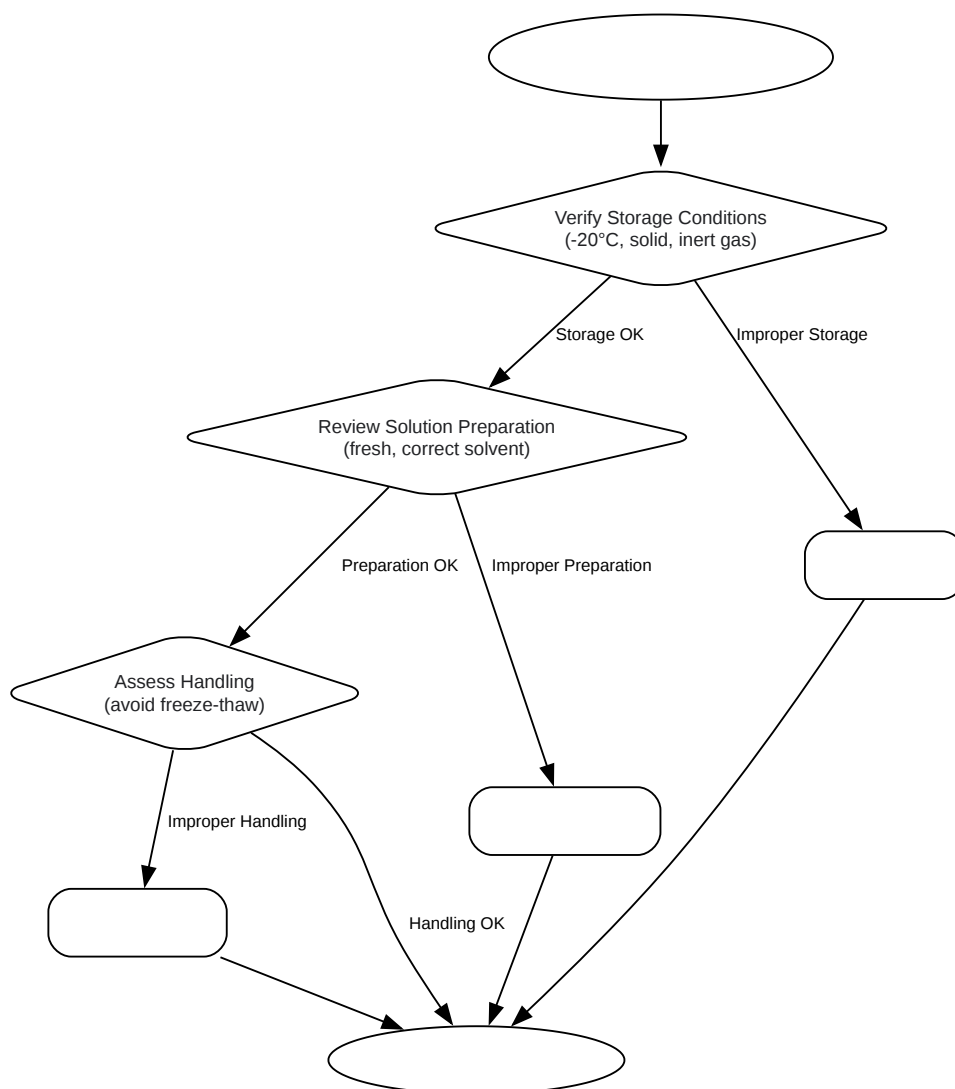 Verify Storage Conditions
(-20°C, solid, inert gas)
Storage OK
Improper Storage
Review Solution Preparation
(fresh, correct solvent)
Preparation OK
Improper Preparation
Assess Handling
(avoid freeze-thaw)
Improper Handling
Handling OK